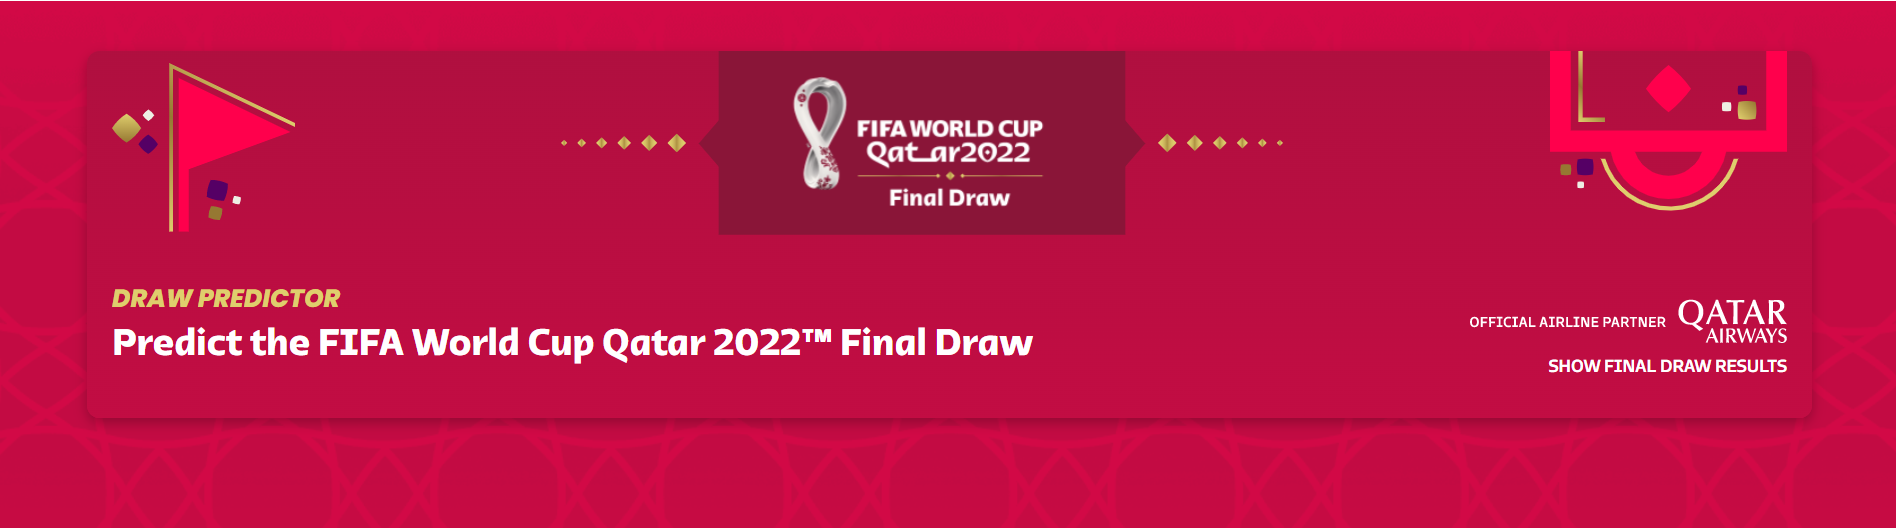 FIFA WORLD CUP
Qatar2022
Final Draw
DRAW PREDICTOR
Predict the FIFA World Cup Qatar 2022™ Final Draw
OFFICIAL AIRLINE PARTNER
QATAR
AIRWAYS
SHOW FINAL DRAW RESULTS